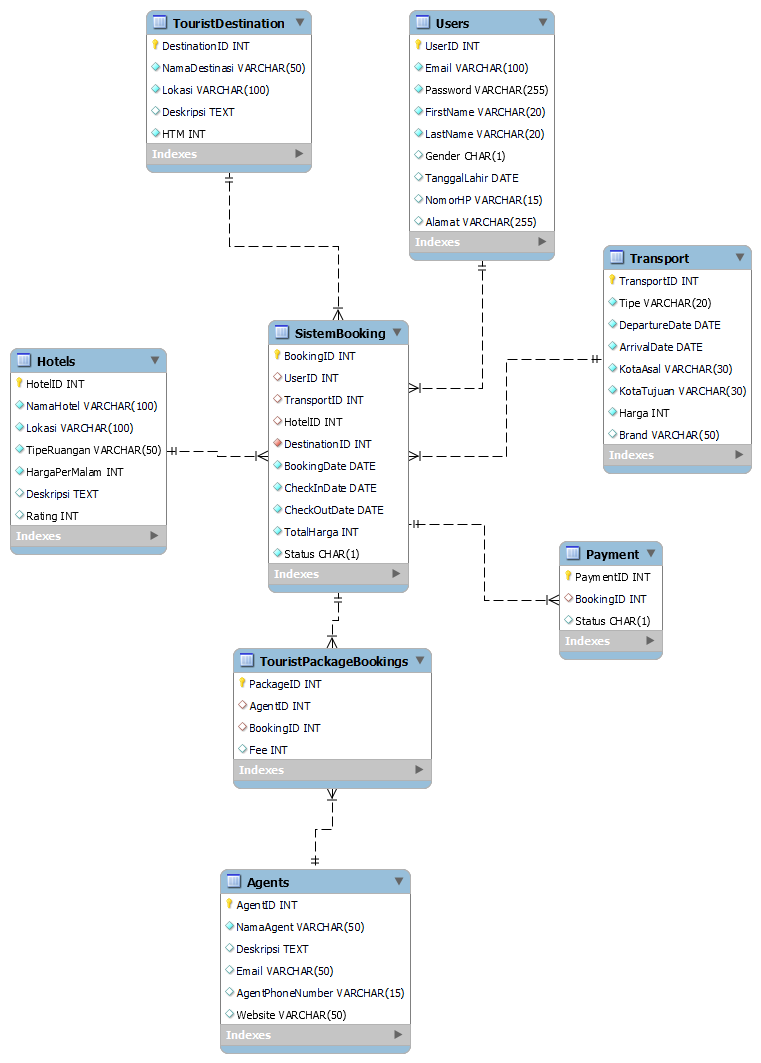 TouristDestination
DestinationID INT
NamaDestinasi VARCHAR(50)
Lokasi VARCHAR(100)
Deskripsi TEXT
HTM INT
Indexes
Users
UserID INT
Email VARCHAR(100)
Password VARCHAR(255)
FirstName VARCHAR(20)
LastName VARCHAR(20)
Gender CHAR(1)
TanggalLahir DATE
NomorHP VARCHAR(15)
Alamat VARCHAR(255)
Indexes
Transport
TransportID INT
Tipe VARCHAR(20)
DepartureDate DATE
ArrivalDate DATE
KotaAsal VARCHAR(30)
KotaTujuan VARCHAR(30)
Harga INT
Brand VARCHAR(50)
Indexes
SistemBooking
BookingID INT
UserID INT
TransportID INT
HotelID INT
DestinationID INT
BookingDate DATE
CheckInDate DATE
CheckOutDate DATE
TotalHarga INT
Status CHAR(1)
Indexes
Hotels
HotelID INT
NamaHotel VARCHAR(100)
Lokasi VARCHAR(100)
TipeRuangan VARCHAR(50)
HargaPerMalam INT
Deskripsi TEXT
Rating INT
Indexes
Payment
PaymentID INT
BookingID INT
Status CHAR(1)
Indexes
TouristPackageBookings
PackageID INT
AgentID INT
BookingID INT
Fee INT
Indexes
Agents
AgentID INT
NamaAgent VARCHAR(50)
Deskripsi TEXT
Email VARCHAR(50)
AgentPhoneNumber VARCHAR(15)
Website VARCHAR(50)
Indexes